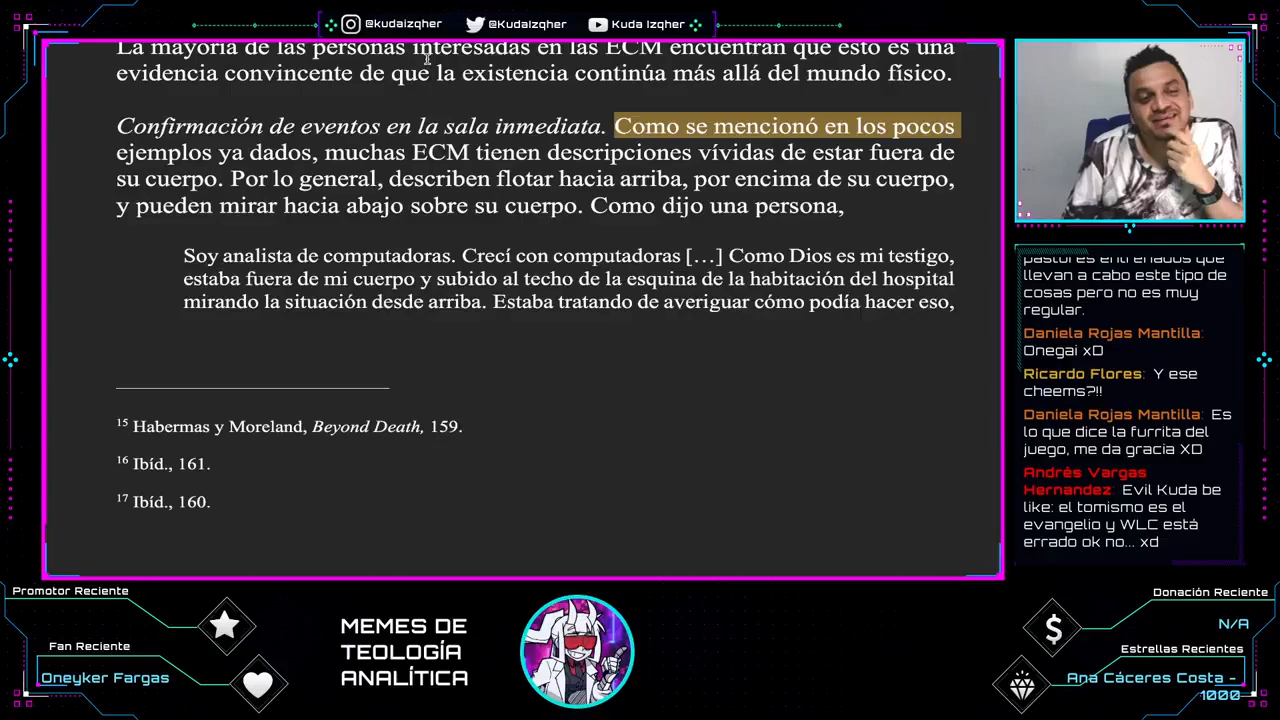 @kudaizqher
@KudaIzqher
Kuda Izqher
La mayoría de las personas interesadas en las ECM encuentran que esto es una
evidencia convincente de que la existencia continúa más allá del mundo físico.
Confirmación de eventos en la sala inmediata. Como se mencionó en los pocos
ejemplos ya dados, muchas ECM tienen descripciones vívidas de estar fuera de
su cuerpo. Por lo general, describen flotar hacia arriba, por encima de su cuerpo,
y pueden mirar hacia abajo sobre su cuerpo. Como dijo una persona,
Soy analista de computadoras. Crecí con computadoras […] Como Dios es mi testigo,
estaba fuera de mi cuerpo y subido al techo de la esquina de la habitación del hospital
mirando la situación desde arriba. Estaba tratando de averiguar cómo podía hacer eso,
15 Habermas y Moreland, Beyond Death, 159.
16 Ibíd., 161.
17 Ibíd., 160.
pastores entrenados que
llevan a cabo este tipo de
cosas pero no es muy
regular.
Daniela Rojas Mantilla:
Onegai xD
Ricardo Flores: Y ese
cheems?!!
Daniela Rojas Mantilla: Es
lo que dice la furrita del
juego, me da gracia XD
Andrés Vargas
Hernandez: Evil Kuda be
like: el tomismo es el
evangelio y WLC está
errado ok no... xd
Promotor Reciente
Fan Reciente
Oneyker Fargas
MEMES DE
TEOLOGÍA
ANALÍTICA
Donación Reciente
$
N/A
Estrellas Recientes
Ana Cáceres Costa -
1000